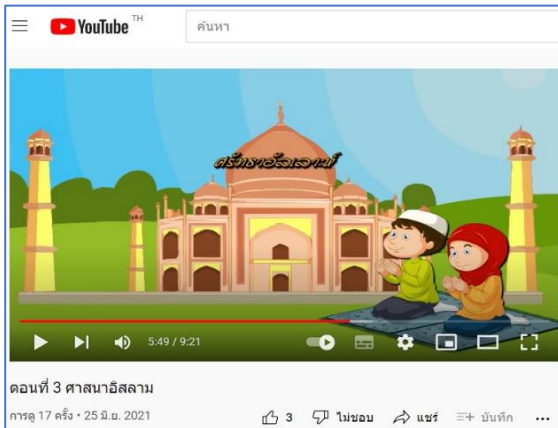 YouTube TH
ค้นหา
ศรัทธาอัลเลาะห์
5:49 / 9:21
ตอนที่ 3 ศาสนาอิสลาม
การดู 17 ครั้ง • 25 มิ.ย. 2021
3 ไม่ชอบ แชร์ บันทึก